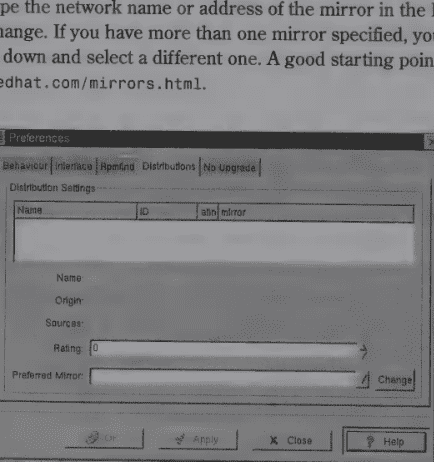 pe the network name or address of the mirror in the
ange. If you have more than one mirror specified, you
down and select a different one. A good starting poin
edhat.com/mirrors.html.
Preferences
Behaviour Interface Rpmfind Distributions No Upgrade
Distribution Settings
Name ID mirror
Name
Origin:
Sources:
Rating: 0
Preferred Mirror: Change
OK Apply Close Help